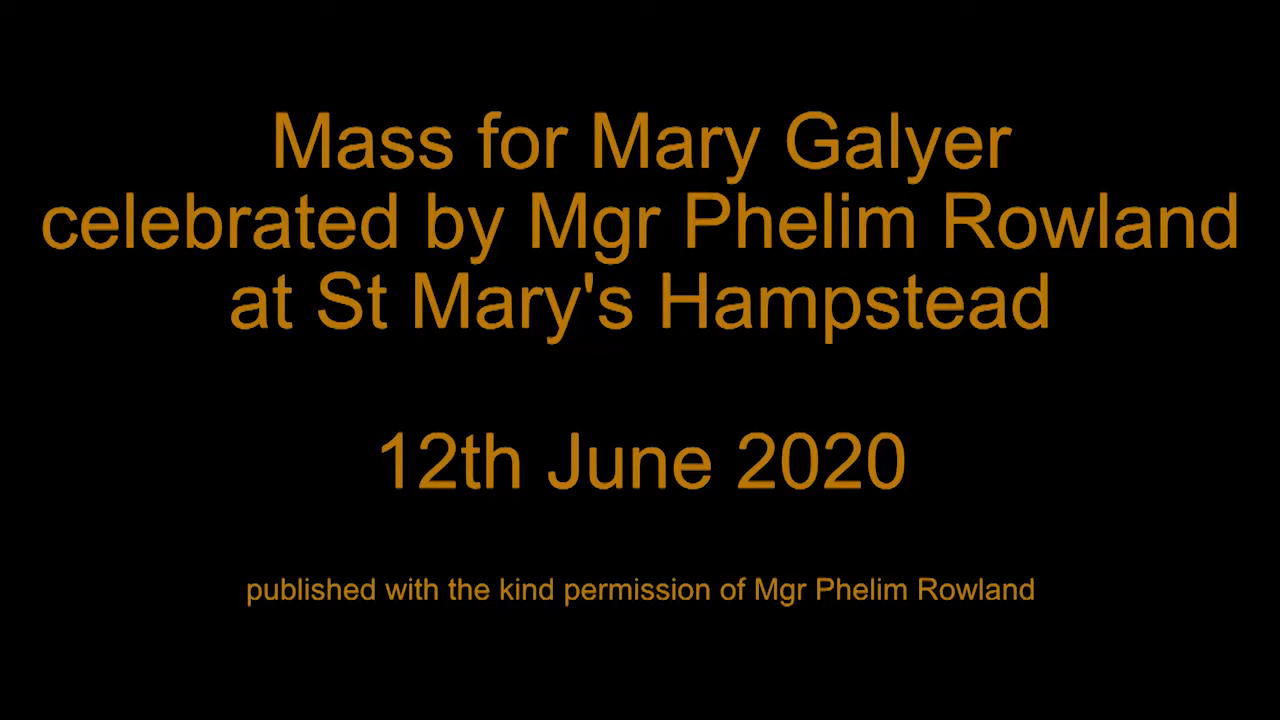 Mass for Mary Galyer
celebrated by Mgr Phelim Rowland
at St Mary's Hampstead
12th June 2020
published with the kind permission of Mgr Phelim Rowland